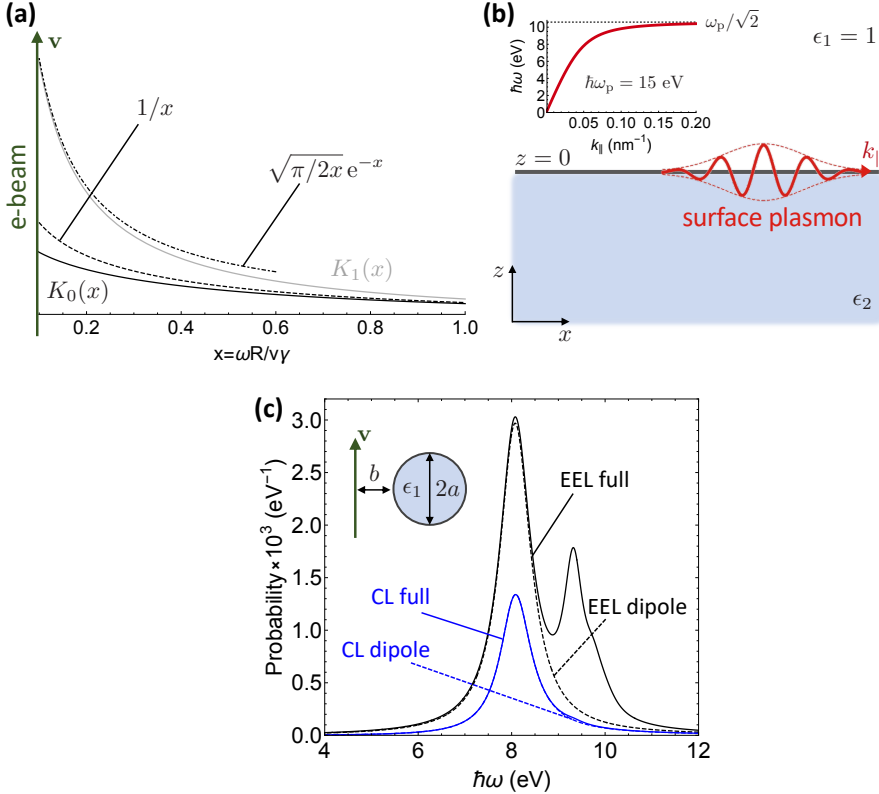 (a)
v
e-beam
1/x
√(π/2x) e^{-x}
K₁(x)
K₀(x)
0.2 0.4 0.6 0.8 1.0
x=ωR/vγ
(b)
ω_p/√2
ϵ₁ = 1
10
8
6
4
2
0
ħω (eV)
ħω_p = 15 eV
0.05 0.10 0.15 0.20
k_∥ (nm⁻¹)
z = 0
k_∥
surface plasmon
z
x
ϵ₂
(c)
v
b
ϵ₁ 2a
EEL full
CL full
EEL dipole
CL dipole
3.0
2.5
2.0
1.5
1.0
0.5
0.0
Probability×10³ (eV⁻¹)
4 6 8 10 12
ħω (eV)